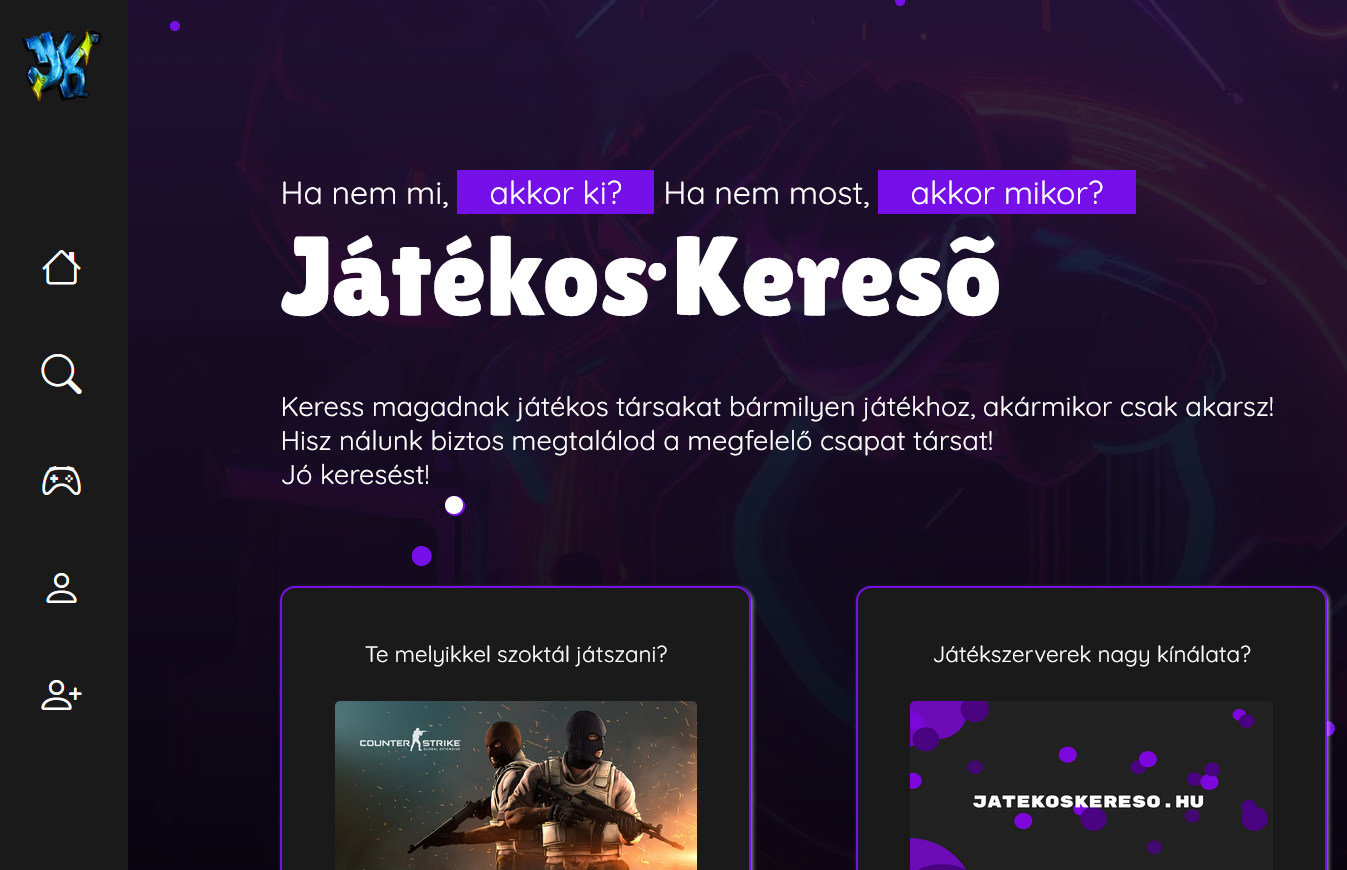 JK
Ha nem mi, akkor ki? Ha nem most, akkor mikor?
Játékos·Keresõ
Keress magadnak játékos társakat bármilyen játékhoz, akármikor csak akarsz!
Hisz nálunk biztos megtalálod a megfelelő csapat társat!
Jó keresést!
Te melyikkel szoktál játszani?
Játékszerverek nagy kínálata?
COUNTER STRIKE
GLOBAL OFFENSIVE
JATEKOSKERESO.HU